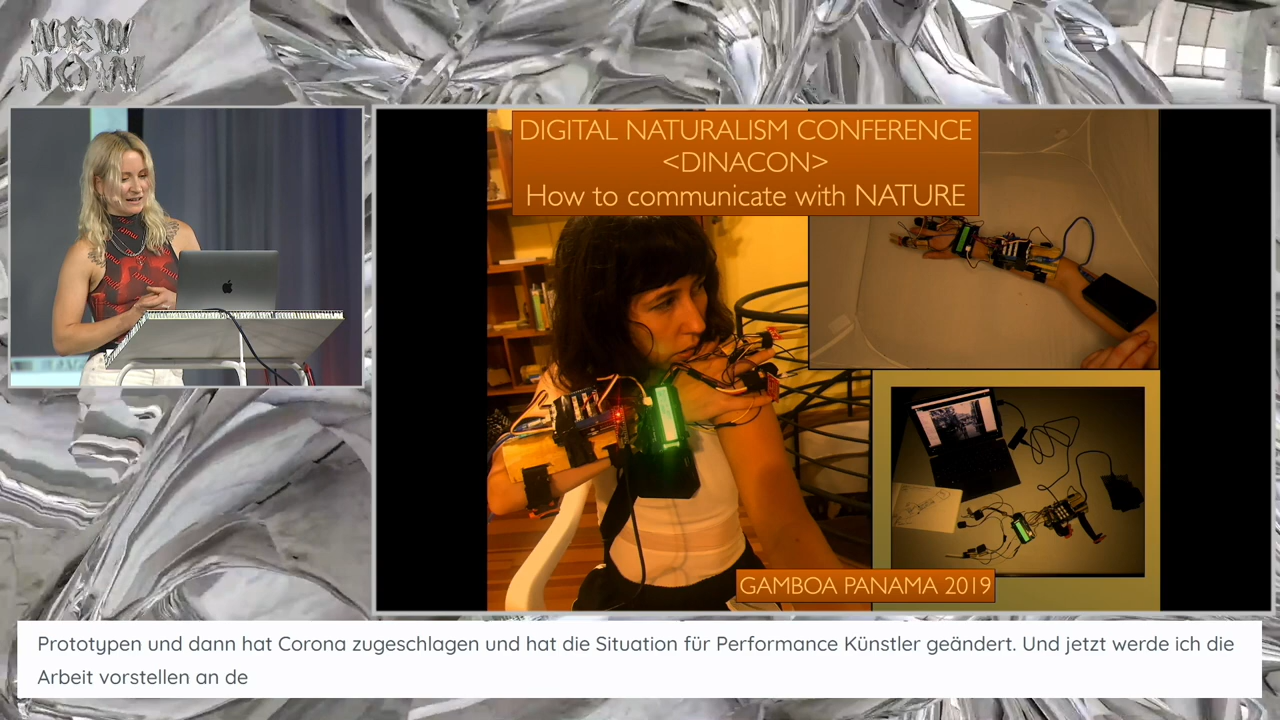 NEW
NOW
DIGITAL NATURALISM CONFERENCE
<DINACON>
How to communicate with NATURE
GAMBOA PANAMA 2019
Prototypen und dann hat Corona zugeschlagen und hat die Situation für Performance Künstler geändert. Und jetzt werde ich die
Arbeit vorstellen an de